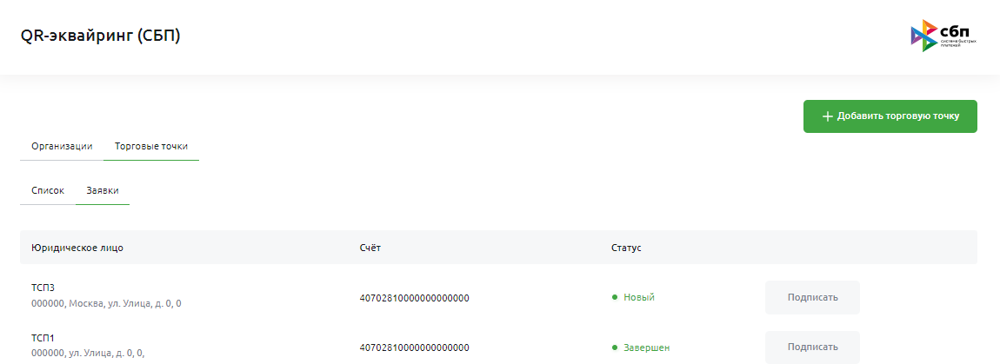 QR-эквайринг (СБП)
сбп
система быстрых
платежей
+ Добавить торговую точку
Организации Торговые точки
Список Заявки
Юридическое лицо Счёт Статус
ТСП3
000000, Москва, ул. Улица, д. 0, 0
40702810000000000000 Новый Подписать
ТСП1
000000, ул. Улица, д. 0, 0,
40702810000000000000 Завершен Подписать